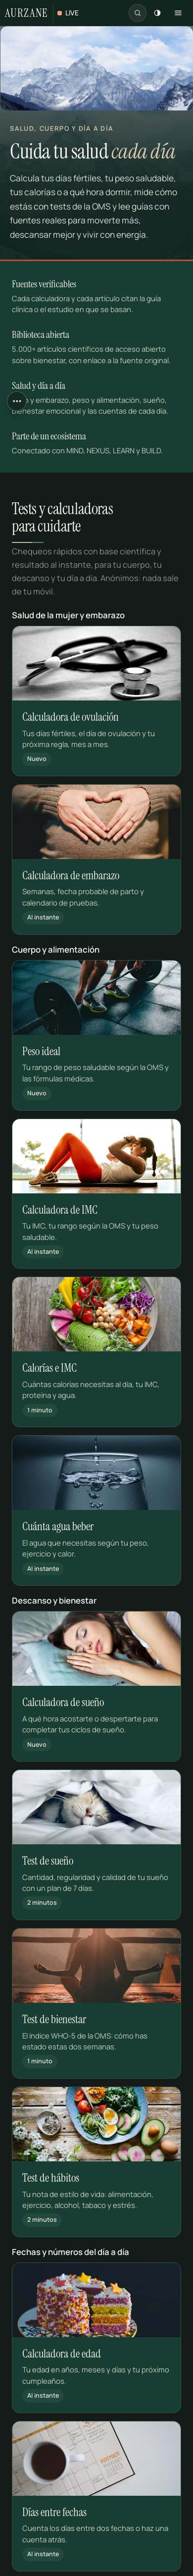 AURZANE
LIVE
SALUD, CUERPO Y DÍA A DÍA
Cuida tu salud cada día
Calcula tus días fértiles, tu peso saludable,
tus calorías o a qué hora dormir, mide cómo
estás con tests de la OMS y lee guías con
fuentes reales para moverte más,
descansar mejor y vivir con energía.
Fuentes verificables
Cada calculadora y cada artículo citan la guía
clínica o el estudio en que se basan.
Biblioteca abierta
5.000+ artículos científicos de acceso abierto
sobre bienestar, con enlace a la fuente original.
Salud y día a día
y embarazo, peso y alimentación, sueño,
bienestar emocional y las cuentas de cada día.
Parte de un ecosistema
Conectado con MIND, NEXUS, LEARN y BUILD.
Tests y calculadoras
para cuidarte
Chequeos rápidos con base científica y
resultado al instante, para tu cuerpo, tu
descanso y tu día a día. Anónimos: nada sale
de tu móvil.
Salud de la mujer y embarazo
Calculadora de ovulación
Tus días fértiles, el día de ovulación y tu
próxima regla, mes a mes.
Nuevo
Calculadora de embarazo
Semanas, fecha probable de parto y
calendario de pruebas.
Al instante
Cuerpo y alimentación
Peso ideal
Tu rango de peso saludable según la OMS y
las fórmulas médicas.
Nuevo
Calculadora de IMC
Tu IMC, tu rango según la OMS y tu peso
saludable.
Al instante
Calorías e IMC
Cuántas calorías necesitas al día, tu IMC,
proteína y agua.
1 minuto
Cuánta agua beber
El agua que necesitas según tu peso,
ejercicio y calor.
Al instante
Descanso y bienestar
Calculadora de sueño
A qué hora acostarte o despertarte para
completar tus ciclos de sueño.
Nuevo
Test de sueño
Cantidad, regularidad y calidad de tu sueño
con un plan de 7 días.
2 minutos
Test de bienestar
El índice WHO-5 de la OMS: cómo has
estado estas dos semanas.
1 minuto
Test de hábitos
Tu nota de estilo de vida: alimentación,
ejercicio, alcohol, tabaco y estrés.
2 minutos
Fechas y números del día a día
Calculadora de edad
Tu edad en años, meses y días y tu próximo
cumpleaños.
Al instante
Días entre fechas
Cuenta los días entre dos fechas o haz una
cuenta atrás.
Al instante